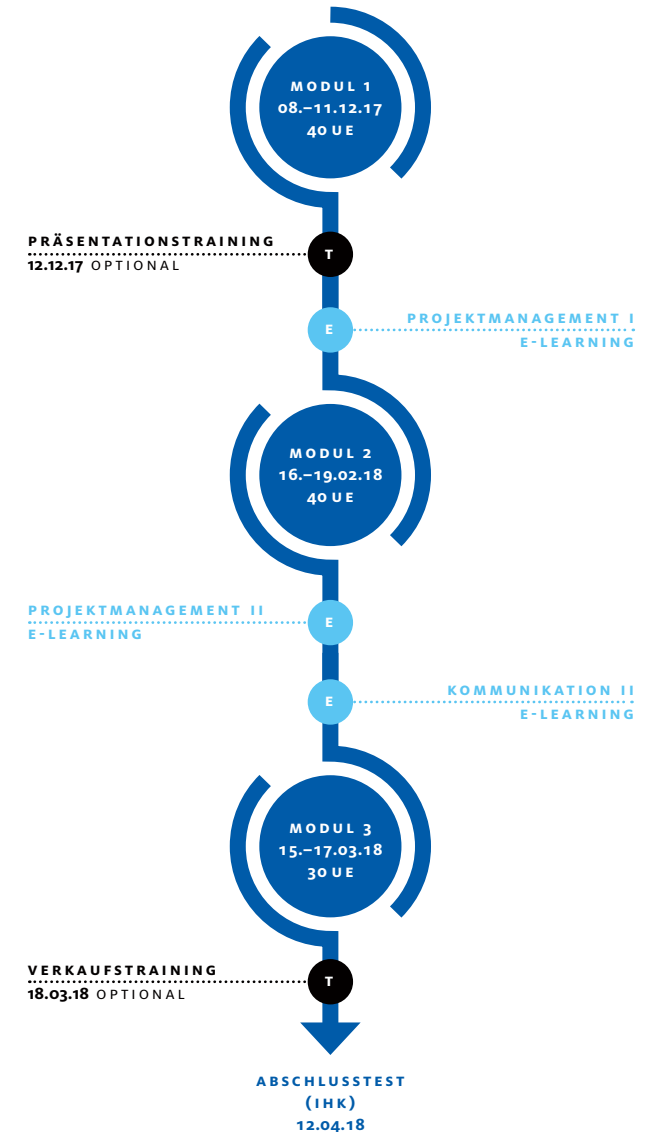 MODUL 1
08.–11.12.17
40 UE
PRÄSENTATIONSTRAINING
12.12.17 OPTIONAL
T
PROJEKTMANAGEMENT I
E
E-LEARNING
MODUL 2
16.–19.02.18
40 UE
PROJEKTMANAGEMENT II
E
E-LEARNING
KOMMUNIKATION II
E
E-LEARNING
MODUL 3
15.–17.03.18
30 UE
VERKAUFSTRAINING
T
18.03.18 OPTIONAL
ABSCHLUSSTEST
(IHK)
12.04.18